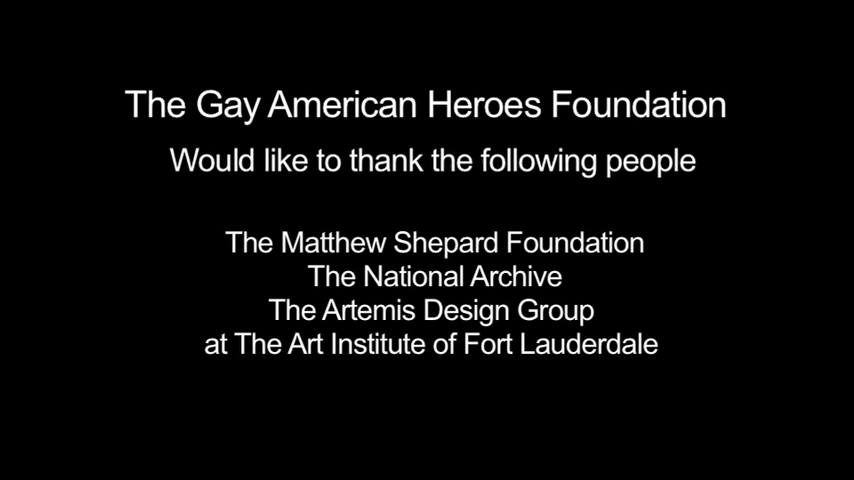 The Gay American Heroes Foundation
Would like to thank the following people
The Matthew Shepard Foundation
The National Archive
The Artemis Design Group
at The Art Institute of Fort Lauderdale